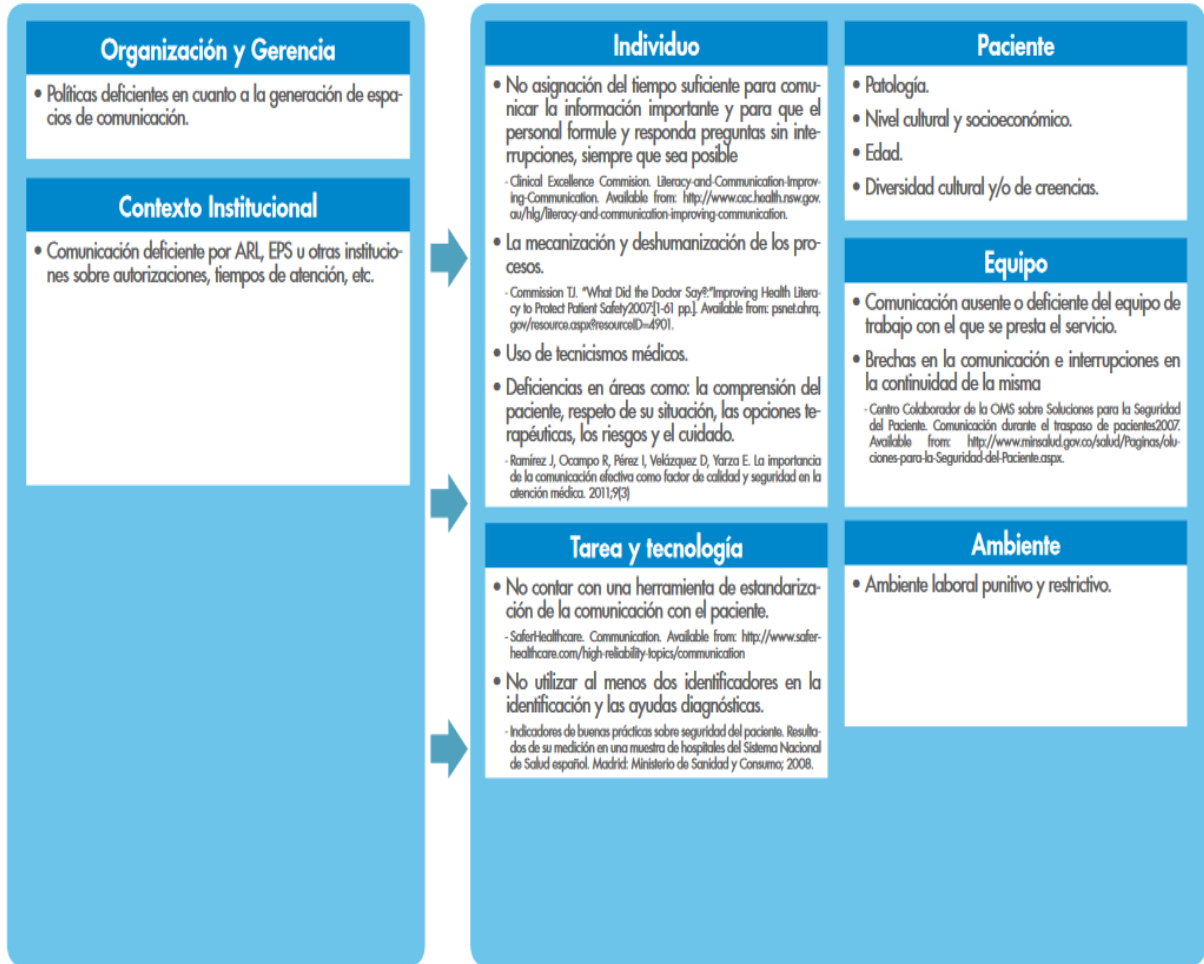 Organización y Gerencia
• Políticas deficientes en cuanto a la generación de espa-
cios de comunicación.
Contexto Institucional
• Comunicación deficiente por ARL, EPS u otras institucio-
nes sobre autorizaciones, tiempos de atención, etc.
Individuo
• No asignación del tiempo suficiente para comu-
nicar la información importante y para que el
personal formule y responda preguntas sin inte-
rrupciones, siempre que sea posible
- Clinical Excellence Commision. Literacy-and-Communication-Improv-
ing-Communication. Available from: http://www.cec.health.nsw.gov.
au/hlg/literacy-and-communication-improving-communication.
• La mecanización y deshumanización de los pro-
cesos.
- Commission TJ. “What Did the Doctor Say?:”Improving Health Litera-
cy to Protect Patient Safety2007:[1-61 pp.]. Available from: psnet.ahrq.
gov/resource.aspx?resourceID=4901.
• Uso de tecnicismos médicos.
• Deficiencias en áreas como: la comprensión del
paciente, respeto de su situación, las opciones te-
rapéuticas, los riesgos y el cuidado.
- Ramírez J, Ocampo R, Pérez I, Velázquez D, Yarza E. La importancia
de la comunicación efectiva como factor de calidad y seguridad en la
atención médica. 2011;9(3)
Tarea y tecnología
• No contar con una herramienta de estandariza-
ción de la comunicación con el paciente.
- SaferHealthcare. Communication. Available from: http://www.safer-
healthcare.com/high-reliability-topics/communication
• No utilizar al menos dos identificadores en la
identificación y las ayudas diagnósticas.
- Indicadores de buenas prácticas sobre seguridad del paciente. Resulta-
dos de su medición en una muestra de hospitales del Sistema Nacional
de Salud español. Madrid: Ministerio de Sanidad y Consumo; 2008.
Paciente
• Patología.
• Nivel cultural y socioeconómico.
• Edad.
• Diversidad cultural y/o de creencias.
Equipo
• Comunicación ausente o deficiente del equipo de
trabajo con el que se presta el servicio.
• Brechas en la comunicación e interrupciones en
la continuidad de la misma
- Centro Colaborador de la OMS sobre Soluciones para la Seguridad
del Paciente. Comunicación durante el traspaso de pacientes2007.
Available from: http://www.minsalud.gov.co/salud/Paginas/olu-
ciones-para-la-Seguridad-del-Paciente.aspx.
Ambiente
• Ambiente laboral punitivo y restrictivo.